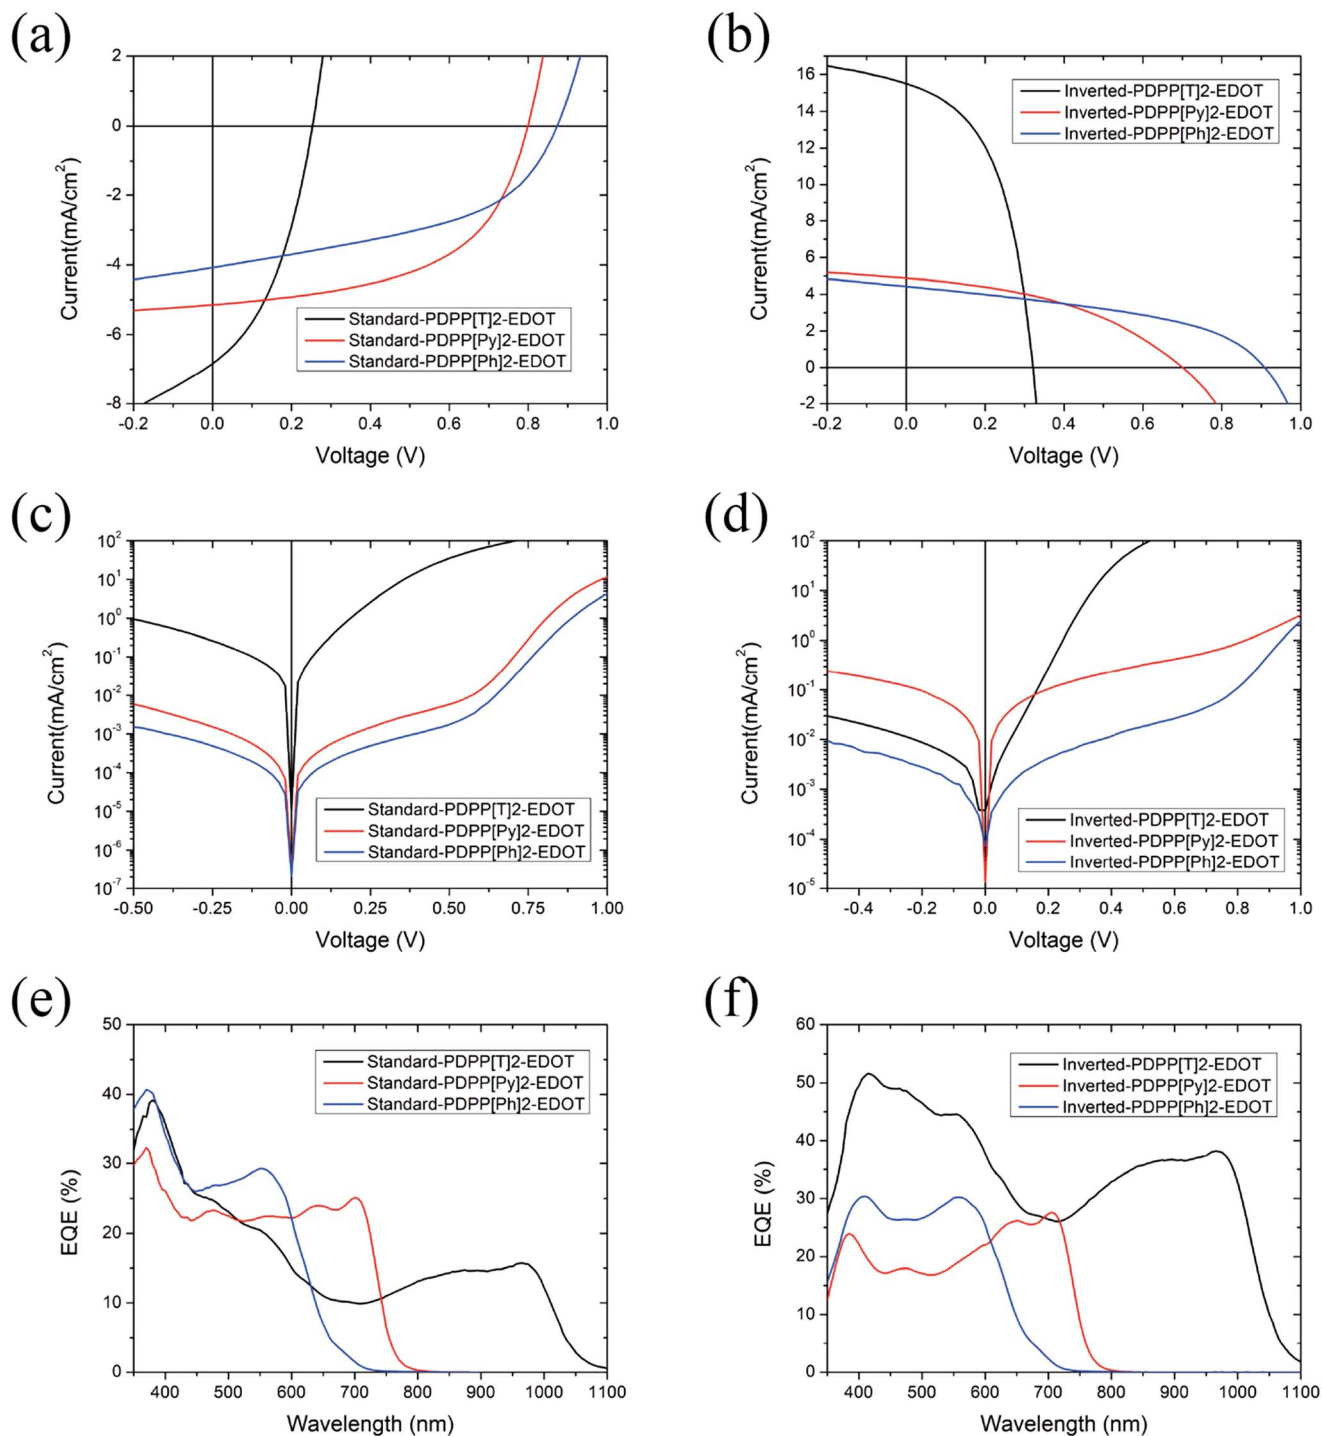 (a)
2
0
-2
-4
-6
-8
Current(mA/cm²)
Standard-PDPP[T]2-EDOT
Standard-PDPP[Py]2-EDOT
Standard-PDPP[Ph]2-EDOT
-0.2
0.0
0.2
0.4
0.6
0.8
1.0
Voltage (V)
(b)
16
14
12
10
8
6
4
2
0
-2
Current(mA/cm²)
Inverted-PDPP[T]2-EDOT
Inverted-PDPP[Py]2-EDOT
Inverted-PDPP[Ph]2-EDOT
-0.2
0.0
0.2
0.4
0.6
0.8
1.0
Voltage (V)
(c)
10²
10¹
10⁰
10⁻¹
10⁻²
10⁻³
10⁻⁴
10⁻⁵
10⁻⁶
10⁻⁷
Current(mA/cm²)
Standard-PDPP[T]2-EDOT
Standard-PDPP[Py]2-EDOT
Standard-PDPP[Ph]2-EDOT
-0.50
-0.25
0.00
0.25
0.50
0.75
1.00
Voltage (V)
(d)
10²
10¹
10⁰
10⁻¹
10⁻²
10⁻³
10⁻⁴
10⁻⁵
Current(mA/cm²)
Inverted-PDPP[T]2-EDOT
Inverted-PDPP[Py]2-EDOT
Inverted-PDPP[Ph]2-EDOT
-0.4
-0.2
0.0
0.2
0.4
0.6
0.8
1.0
Voltage (V)
(e)
50
40
30
20
10
0
EQE (%)
Standard-PDPP[T]2-EDOT
Standard-PDPP[Py]2-EDOT
Standard-PDPP[Ph]2-EDOT
400
500
600
700
800
900
1000
1100
Wavelength (nm)
(f)
60
50
40
30
20
10
0
EQE (%)
Inverted-PDPP[T]2-EDOT
Inverted-PDPP[Py]2-EDOT
Inverted-PDPP[Ph]2-EDOT
400
500
600
700
800
900
1000
1100
Wavelength (nm)